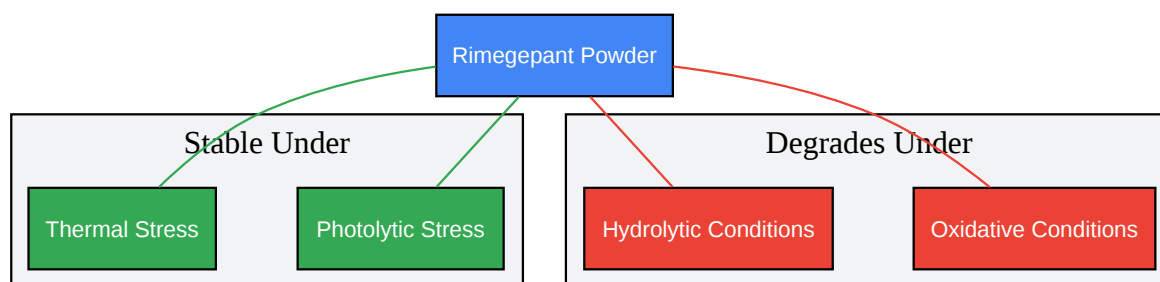 Rimegepant Powder
Stable Under
Degrades Under
Thermal Stress
Photolytic Stress
Hydrolytic Conditions
Oxidative Conditions